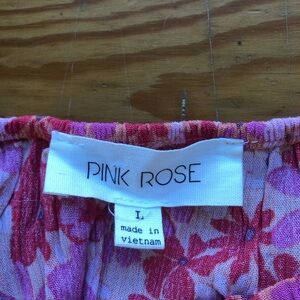 PINK ROSE
L
made in
vietnam